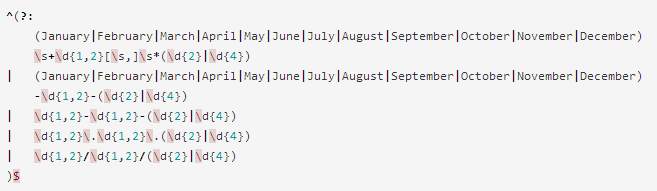 ^(?:
(January|February|March|April|May|June|July|August|September|October|November|December)
\s+\d{1,2}[\s,]\s*(\d{2}|\d{4})
| (January|February|March|April|May|June|July|August|September|October|November|December)
-\d{1,2}-(\d{2}|\d{4})
| \d{1,2}-\d{1,2}-(\d{2}|\d{4})
| \d{1,2}\.\d{1,2}\.(\d{2}|\d{4})
| \d{1,2}/\d{1,2}/(\d{2}|\d{4})
)$